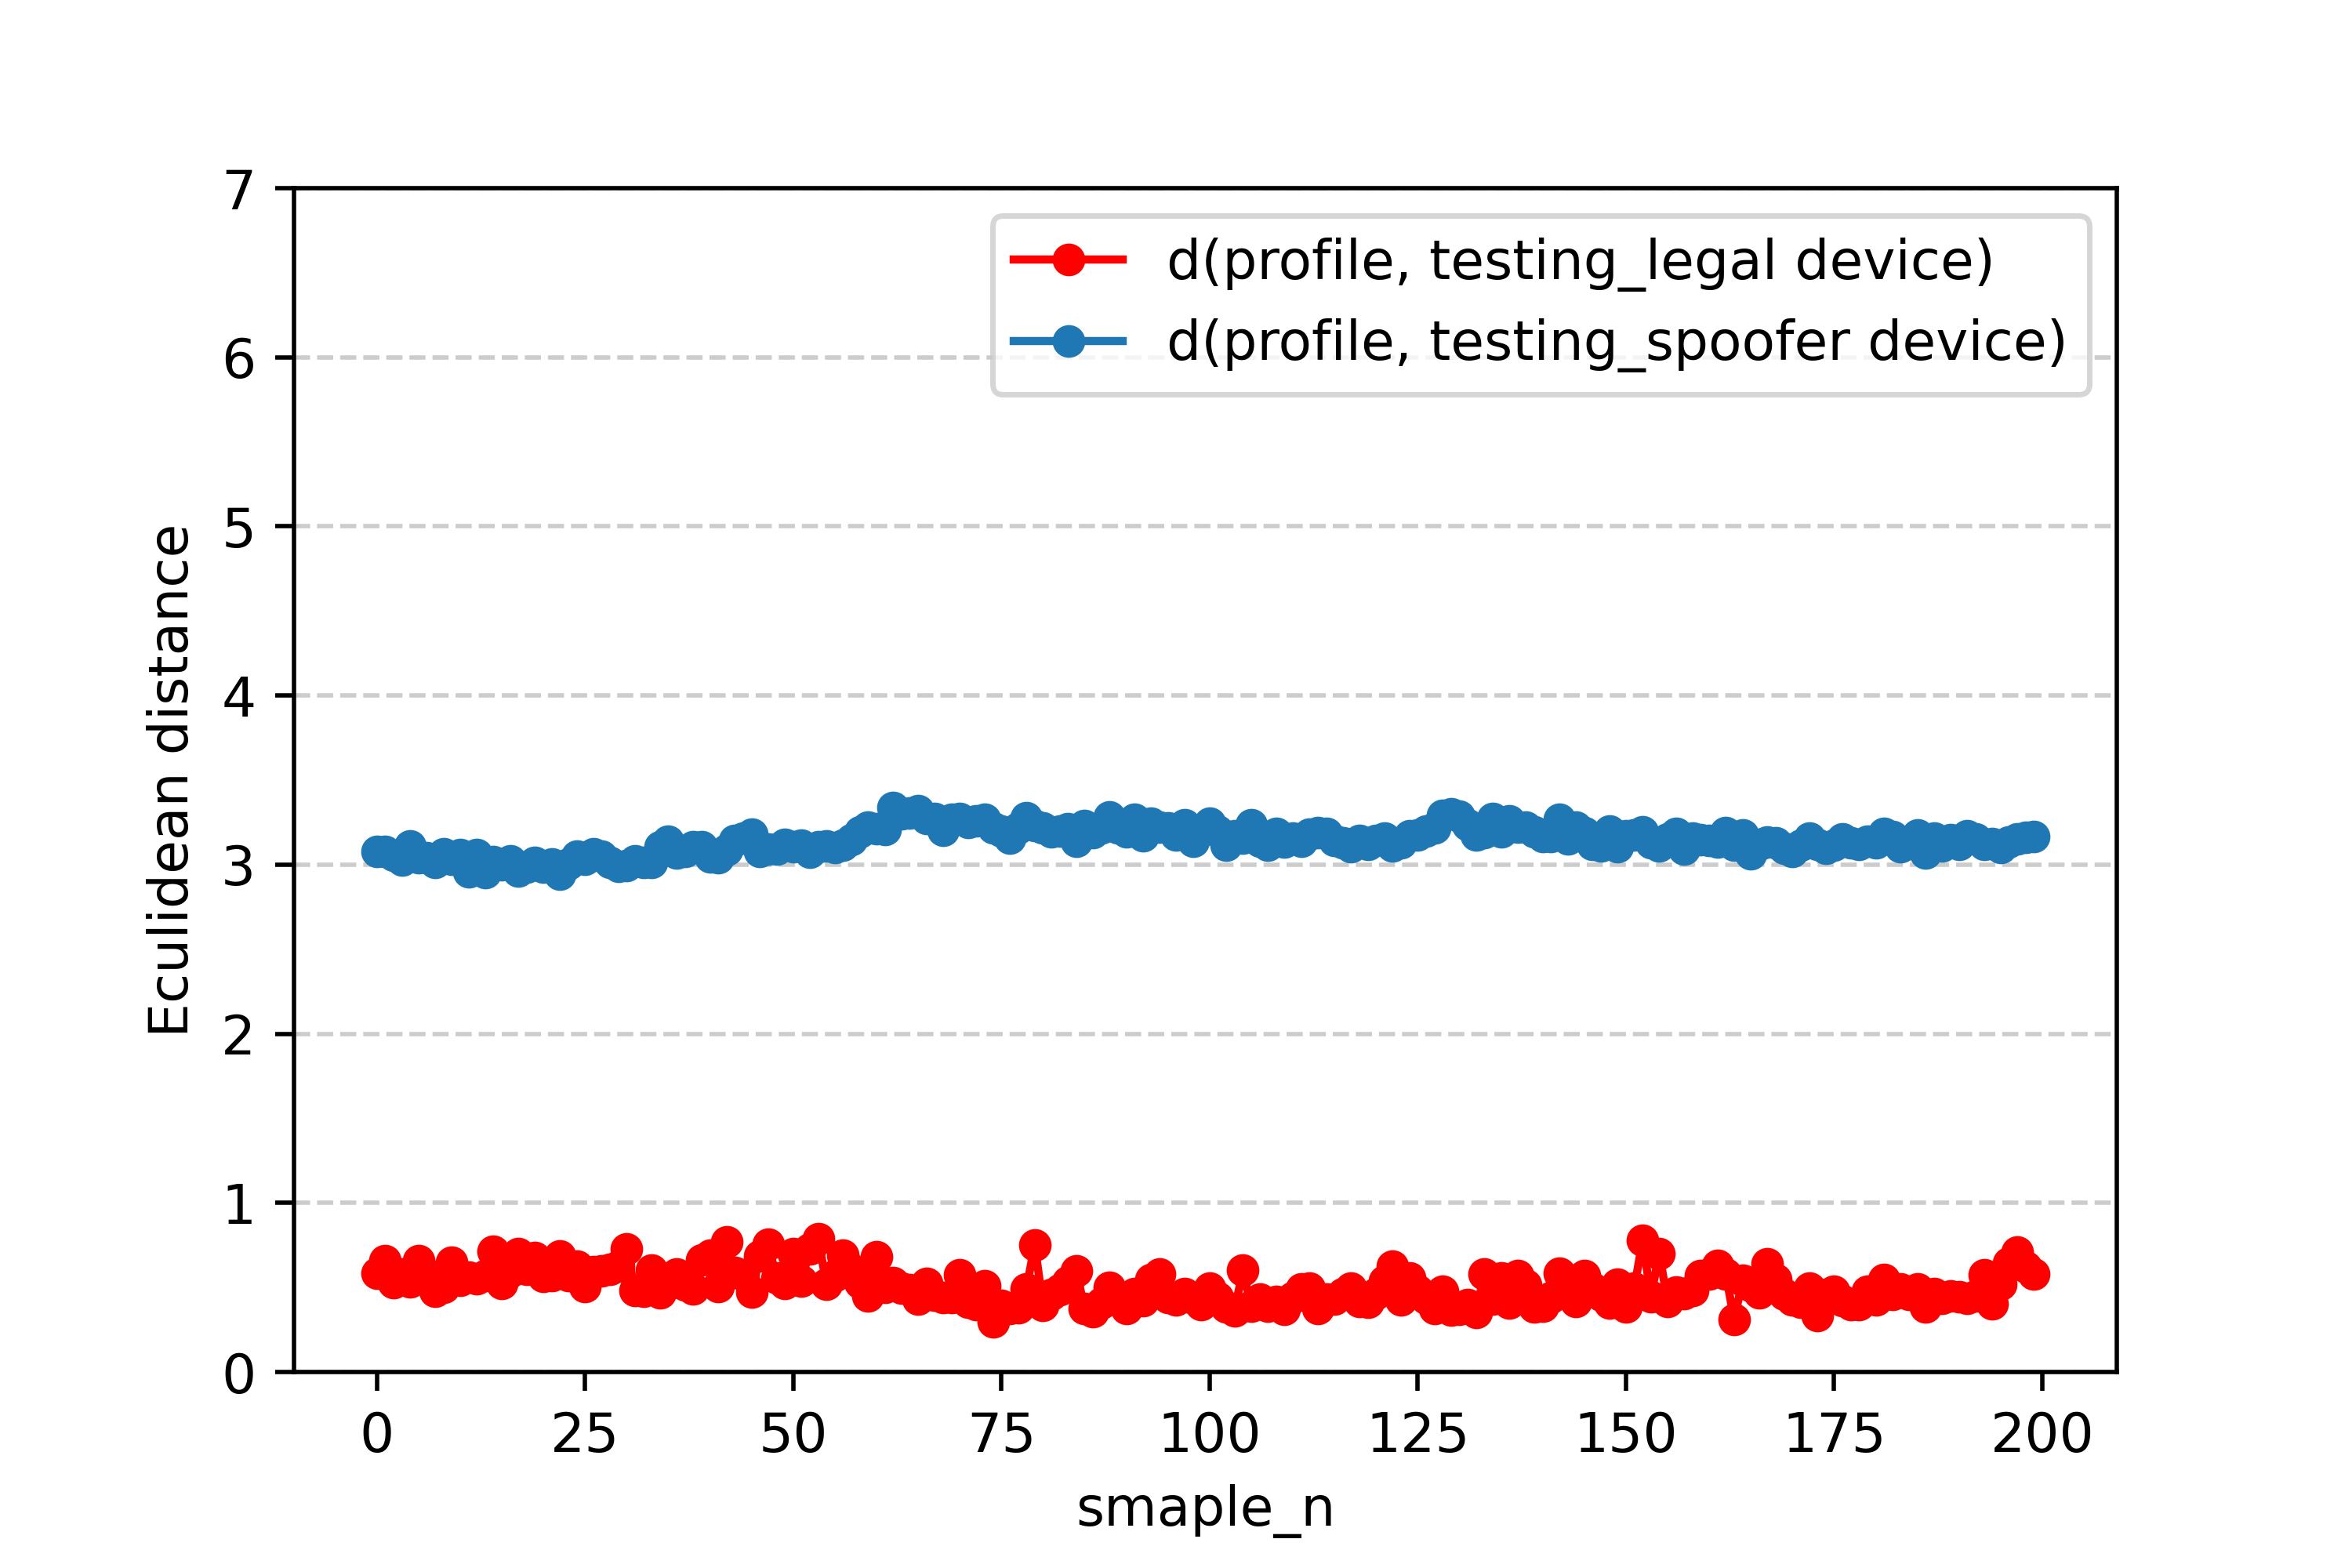 7
6
5
4
3
2
1
0
Eculidean distance
d(profile, testing_legal device)
d(profile, testing_spoofer device)
0 25 50 75 100 125 150 175 200
smaple_n